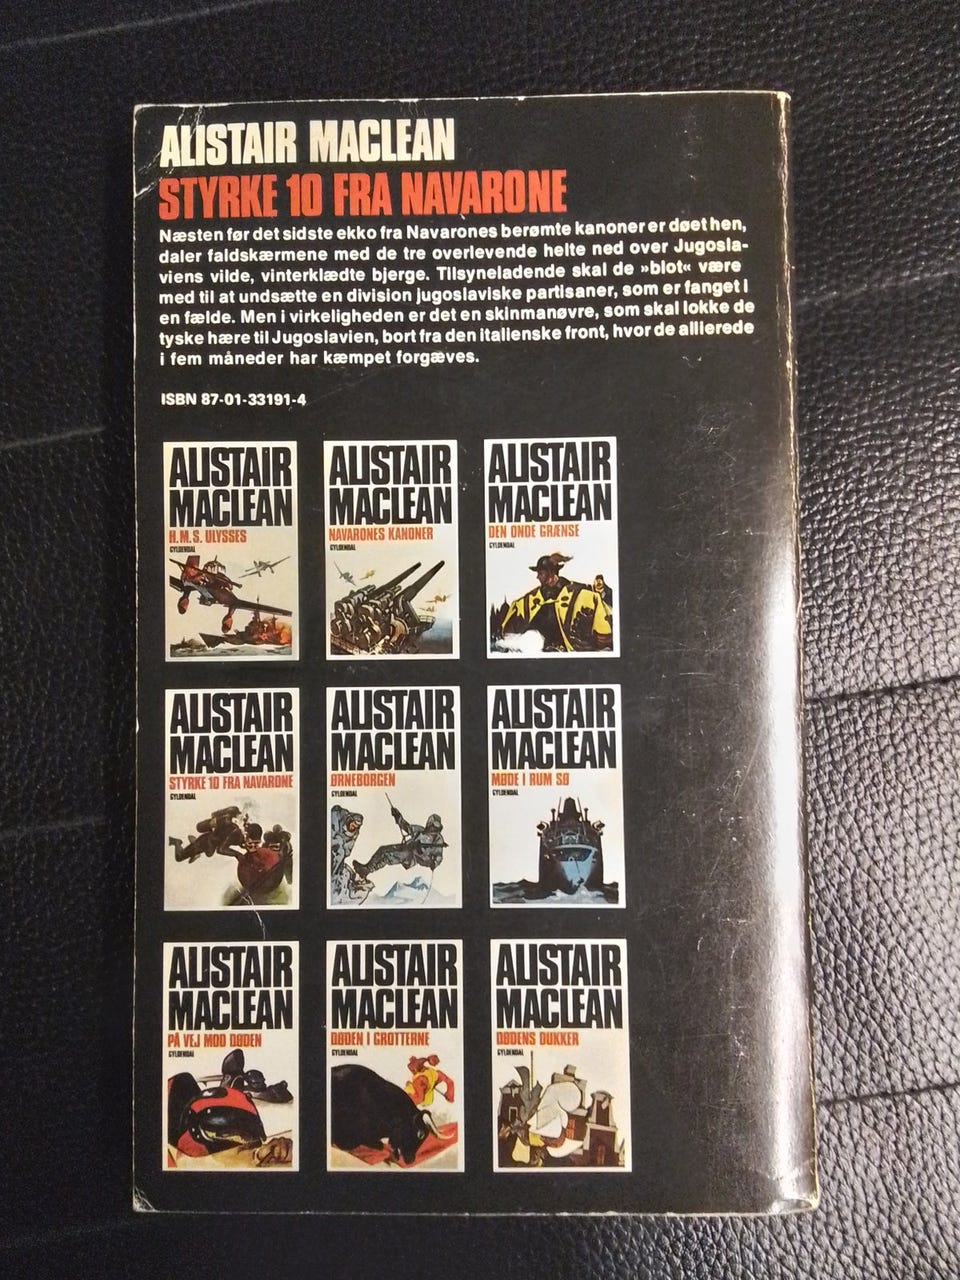 ALISTAIR MACLEAN
STYRKE 10 FRA NAVARONE
Næsten før det sidste ekko fra Navarones berømte kanoner er døet hen,
daler faldskærmene med de tre overlevende helte ned over Jugosla-
viens vilde, vinterklædte bjerge. Tilsyneladende skal de »blot« være
med til at undsætte en division jugoslaviske partisaner, som er fanget i
en fælde. Men i virkeligheden er det en skinmanøvre, som skal lokke de
tyske hære til Jugoslavien, bort fra den italienske front, hvor de allierede
i fem måneder har kæmpet forgæves.
ISBN 87-01-33191-4
ALISTAIR
MACLEAN
H.M.S. ULYSSES
GYLDENDAL
ALISTAIR
MACLEAN
NAVARONES KANONER
GYLDENDAL
ALISTAIR
MACLEAN
DEN ONDE GRÆNSE
GYLDENDAL
ALISTAIR
MACLEAN
STYRKE 10 FRA NAVARONE
GYLDENDAL
ALISTAIR
MACLEAN
ØRNEBORGEN
GYLDENDAL
ALISTAIR
MACLEAN
MØDE I RUM SØ
GYLDENDAL
ALISTAIR
MACLEAN
PÅ VEJ MOD DØDEN
GYLDENDAL
ALISTAIR
MACLEAN
DØDEN I GROTTERNE
GYLDENDAL
ALISTAIR
MACLEAN
DØDENS DUKKER
GYLDENDAL